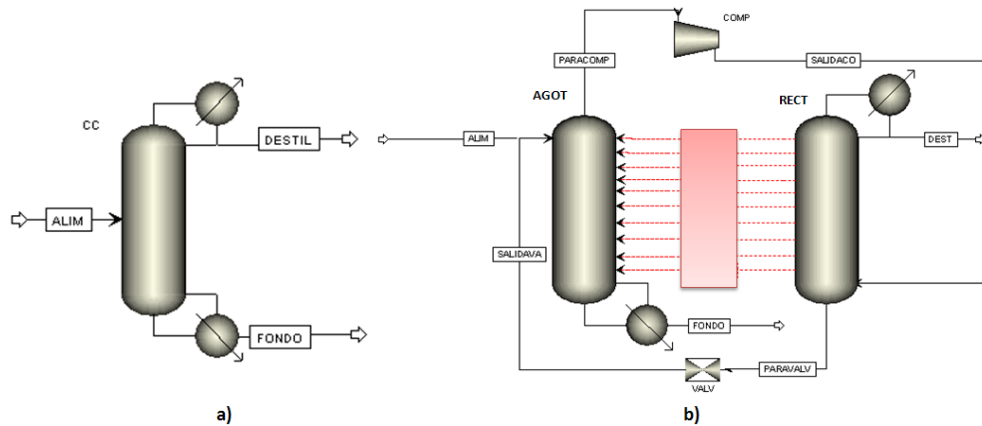 CC
DESTIL
ALIM
FONDO
a)
COMP
PARACOMP
SALIDACO
AGOT
RECT
ALIM
DEST
SALIDAVA
FONDO
PARAVALV
VALV
b)